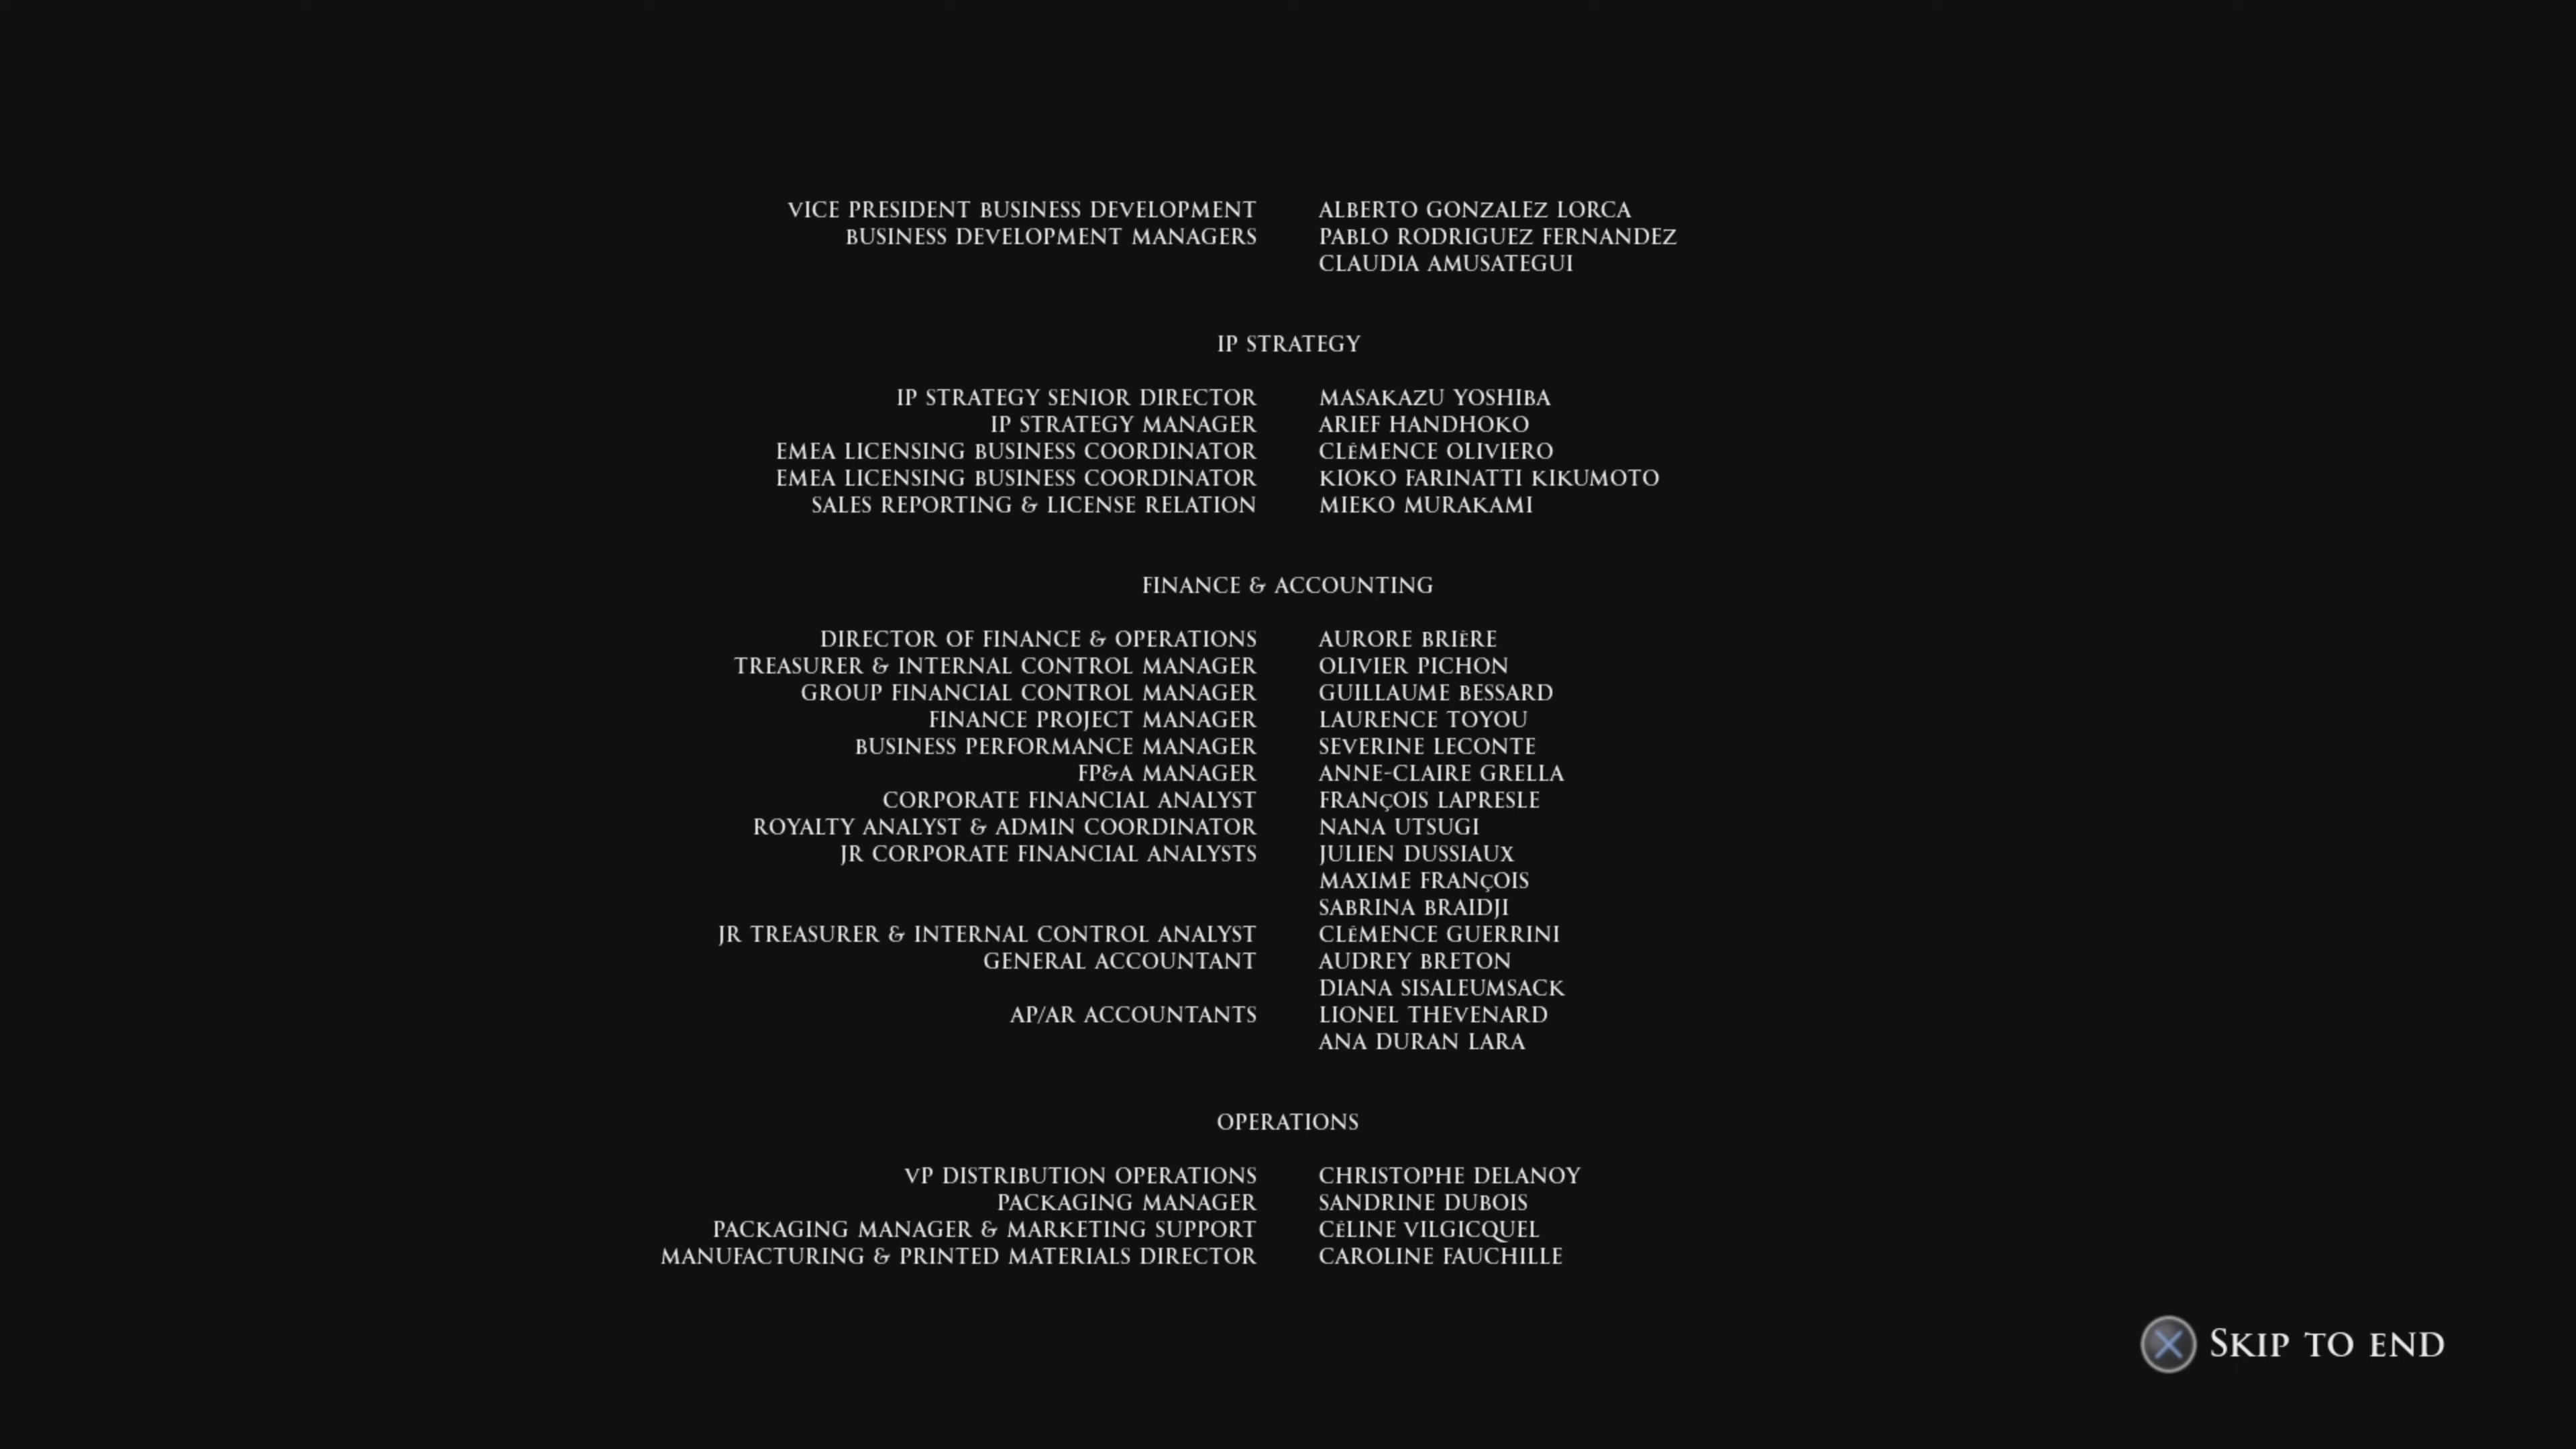 VICE PRESIDENT BUSINESS DEVELOPMENT ALBERTO GONZALEZ LORCA
BUSINESS DEVELOPMENT MANAGERS PABLO RODRIGUEZ FERNANDEZ
CLAUDIA AMUSATEGUI
IP STRATEGY
IP STRATEGY SENIOR DIRECTOR MASAKAZU YOSHIBA
IP STRATEGY MANAGER ARIEF HANDHOKO
EMEA LICENSING BUSINESS COORDINATOR CLéMENCE OLIVIERO
EMEA LICENSING BUSINESS COORDINATOR KIOKO FARINATTI KIKUMOTO
SALES REPORTING & LICENSE RELATION MIEKO MURAKAMI
FINANCE & ACCOUNTING
DIRECTOR OF FINANCE & OPERATIONS AURORE BRIèRE
TREASURER & INTERNAL CONTROL MANAGER OLIVIER PICHON
GROUP FINANCIAL CONTROL MANAGER GUILLAUME BESSARD
FINANCE PROJECT MANAGER LAURENCE TOYOU
BUSINESS PERFORMANCE MANAGER SEVERINE LECONTE
FP&A MANAGER ANNE-CLAIRE GRELLA
CORPORATE FINANCIAL ANALYST FRANçOIS LAPRESLE
ROYALTY ANALYST & ADMIN COORDINATOR NANA UTSUGI
JR CORPORATE FINANCIAL ANALYSTS JULIEN DUSSIAUX
MAXIME FRANçOIS
SABRINA BRAIDJI
JR TREASURER & INTERNAL CONTROL ANALYST CLéMENCE GUERRINI
GENERAL ACCOUNTANT AUDREY BRETON
DIANA SISALEUMSACK
AP/AR ACCOUNTANTS LIONEL THEVENARD
ANA DURAN LARA
OPERATIONS
VP DISTRIBUTION OPERATIONS CHRISTOPHE DELANOY
PACKAGING MANAGER SANDRINE DUBOIS
PACKAGING MANAGER & MARKETING SUPPORT CéLINE VILGICQUEL
MANUFACTURING & PRINTED MATERIALS DIRECTOR CAROLINE FAUCHILLE
SKIP TO END